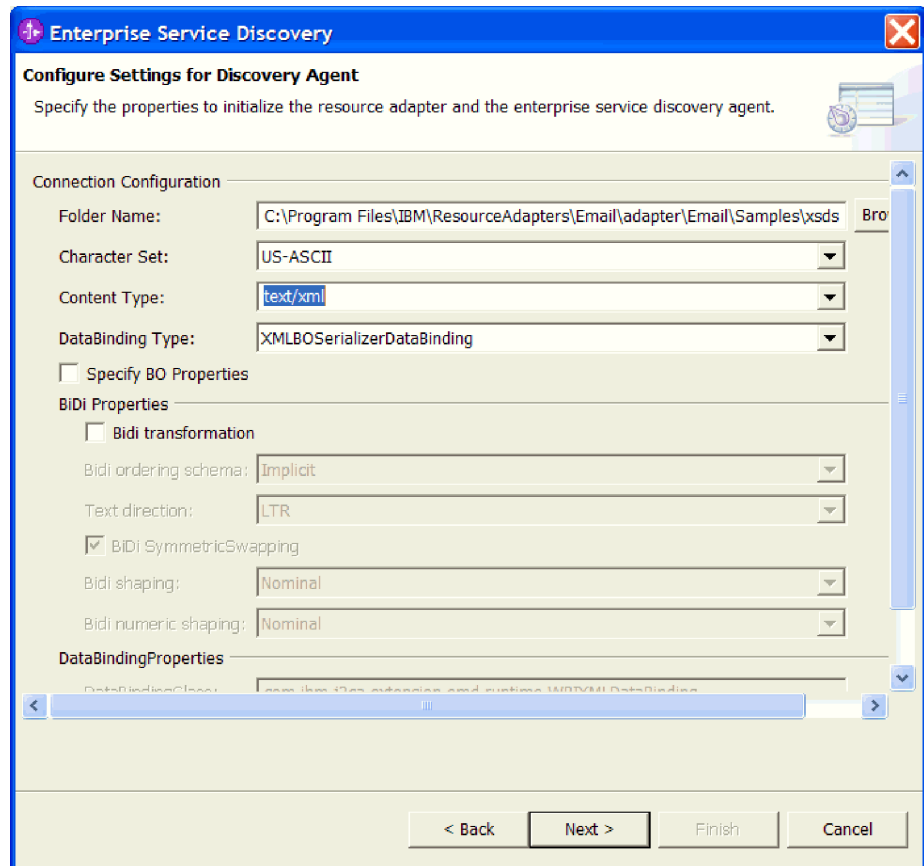 Enterprise Service Discovery
Configure Settings for Discovery Agent
Specify the properties to initialize the resource adapter and the enterprise service discovery agent.
Connection Configuration
Folder Name: C:\Program Files\IBM\ResourceAdapters\Email\adapter\Email\Samples\xsds Bro
Character Set: US-ASCII
Content Type: text/xml
DataBinding Type: XMLBOSerializerDataBinding
Specify BO Properties
BiDi Properties
Bidi transformation
Bidi ordering schema: Implicit
Text direction: LTR
BiDi SymmetricSwapping
Bidi shaping: Nominal
Bidi numeric shaping: Nominal
DataBindingProperties
< Back Next > Finish Cancel